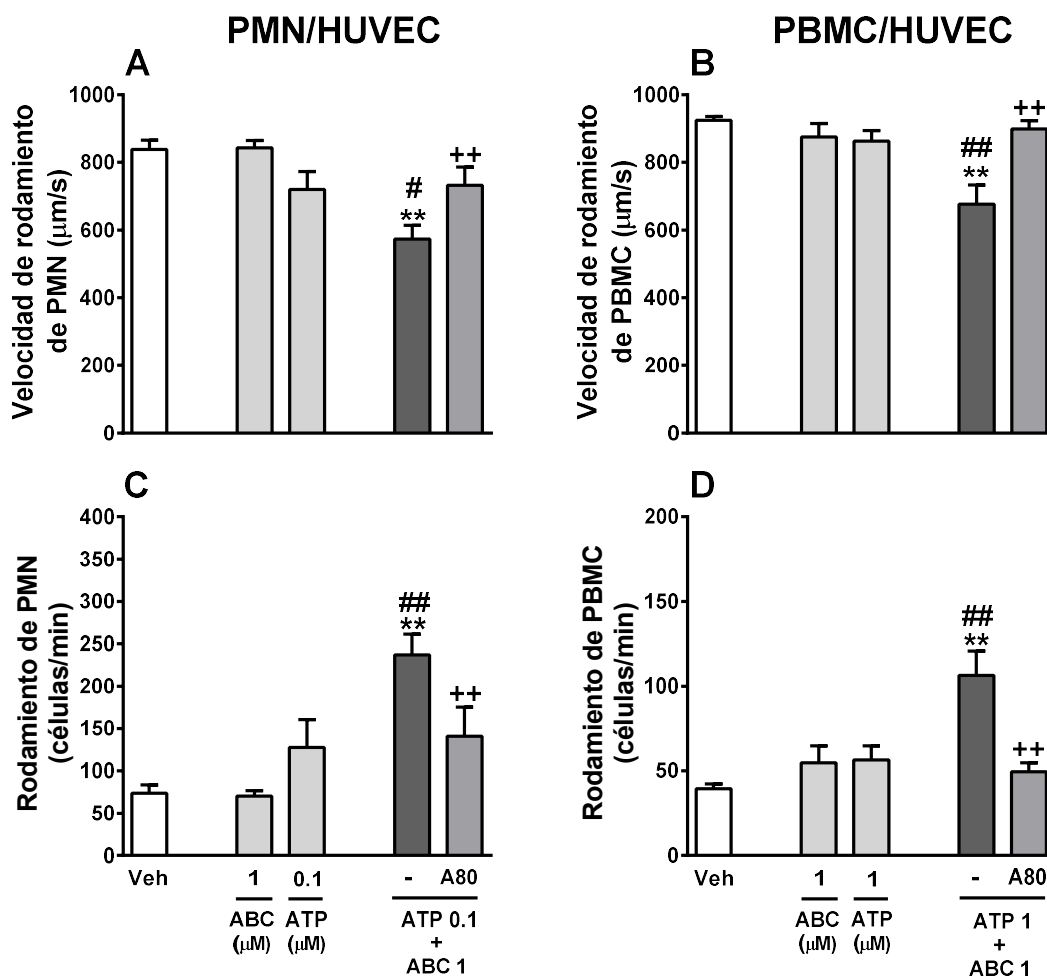 PMN/HUVEC
PBMC/HUVEC
A
Velocidad de rodamiento
de PMN (μm/s)
1000
800
600
400
200
0
#
**
++
B
Velocidad de rodamiento
de PBMC (μm/s)
1000
800
600
400
200
0
##
**
++
C
Rodamiento de PMN
(células/min)
400
350
300
250
200
150
100
50
0
##
**
++
Veh
1
0.1
-
A80
ABC
(μM)
ATP
(μM)
ATP 0.1
+
ABC 1
D
Rodamiento de PBMC
(células/min)
200
150
100
50
0
##
**
++
Veh
1
1
-
A80
ABC
(μM)
ATP
(μM)
ATP 1
+
ABC 1